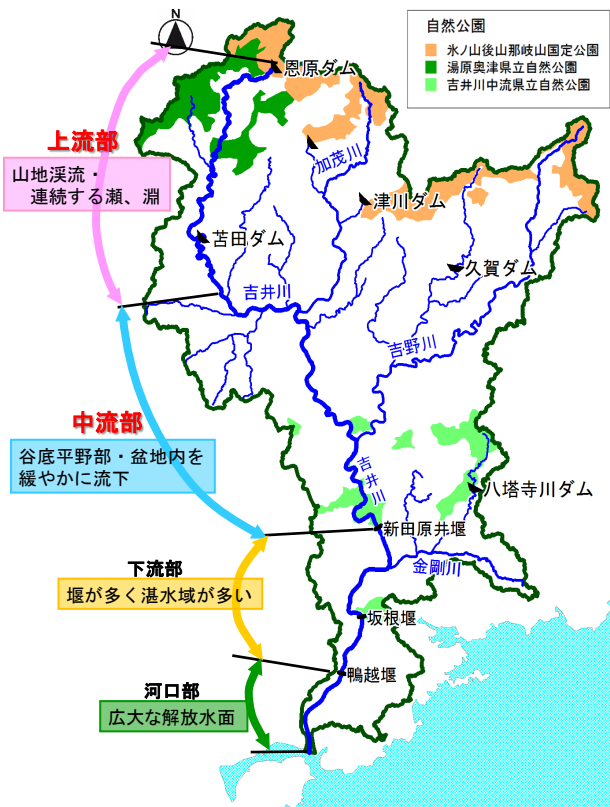 N
自然公園
氷ノ山後山那岐山国定公園
湯原奥津県立自然公園
吉井川中流県立自然公園
恩原ダム
上流部
山地渓流・
連続する瀬、淵
加茂川
津川ダム
苫田ダム
久賀ダム
吉井川
吉野川
中流部
谷底平野部・盆地内を
緩やかに流下
吉井川
八塔寺川ダム
新田原井堰
下流部
堰が多く湛水域が多い
金剛川
坂根堰
鴨越堰
河口部
広大な解放水面